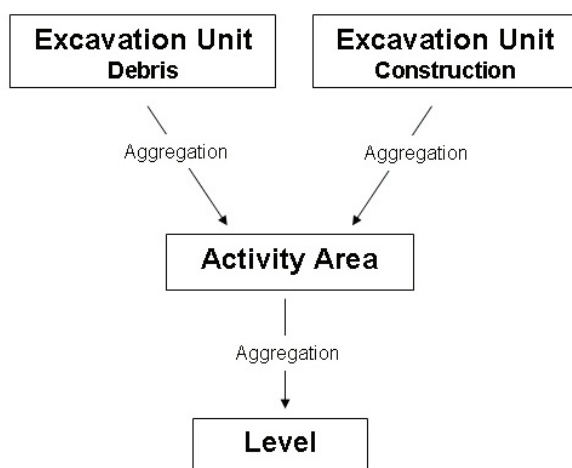 Excavation Unit
Debris
Excavation Unit
Construction
Aggregation
Aggregation
Activity Area
Aggregation
Level